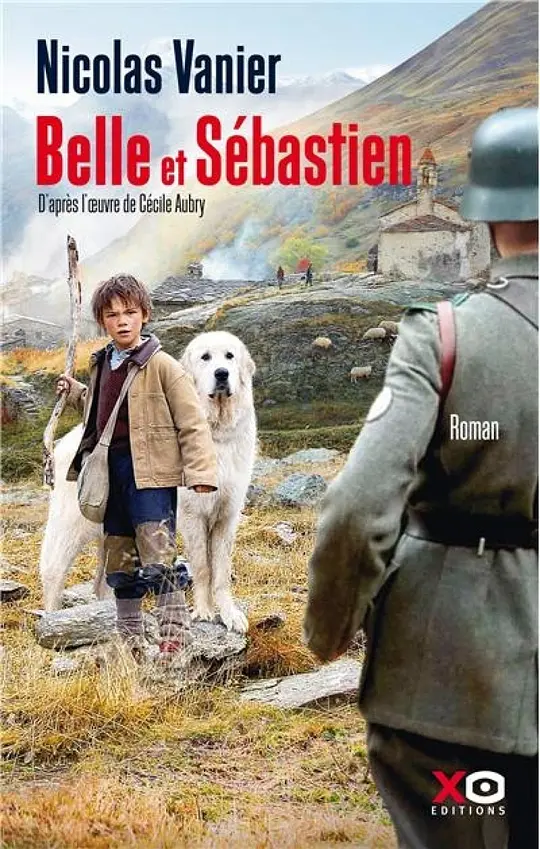 Nicolas Vanier
Belle et Sébastien
D'après l'œuvre de Cécile Aubry
Roman
XO
EDITIONS